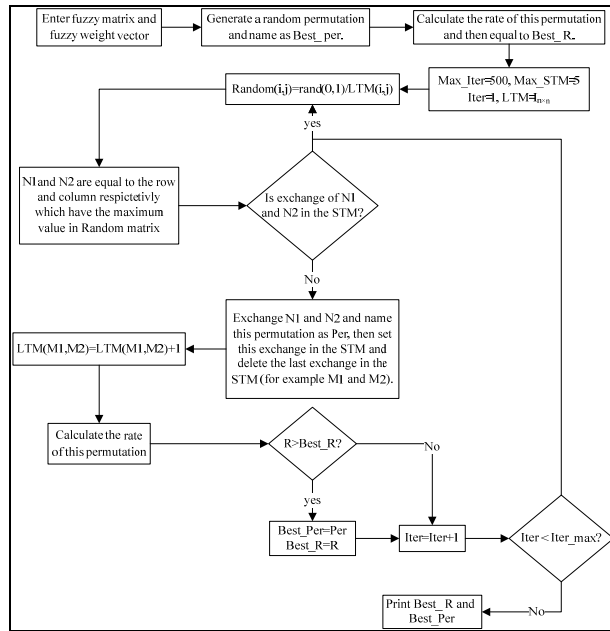 Enter fuzzy matrix and
fuzzy weight vector
Generate a random permutation
and name as Best_ per.
Calculate the rate of this permutation
and then equal to Best_R.
Max_Iter=500, Max_STM=5
Iter=1, LTM=1n×n
Random(i,j)=rand(0,1)/LTM(i,j)
yes
N1 and N2 are equal to the row
and column respictetivly
which have the maximum
value in Random matrix
Is exchange of N1
and N2 in the STM?
No
Exchange N1 and N2 and name
this permutation as Per, then set
this exchange in the STM and
delete the last exchange in the
STM (for example M1 and M2).
LTM(M1,M2)=LTM(M1,M2)+1
Calculate the rate
of this permutation
R>Best_R?
No
yes
Best_Per=Per
Best_R=R
Iter=Iter+1
Iter < Iter_max?
No
Print Best_R and
Best_Per